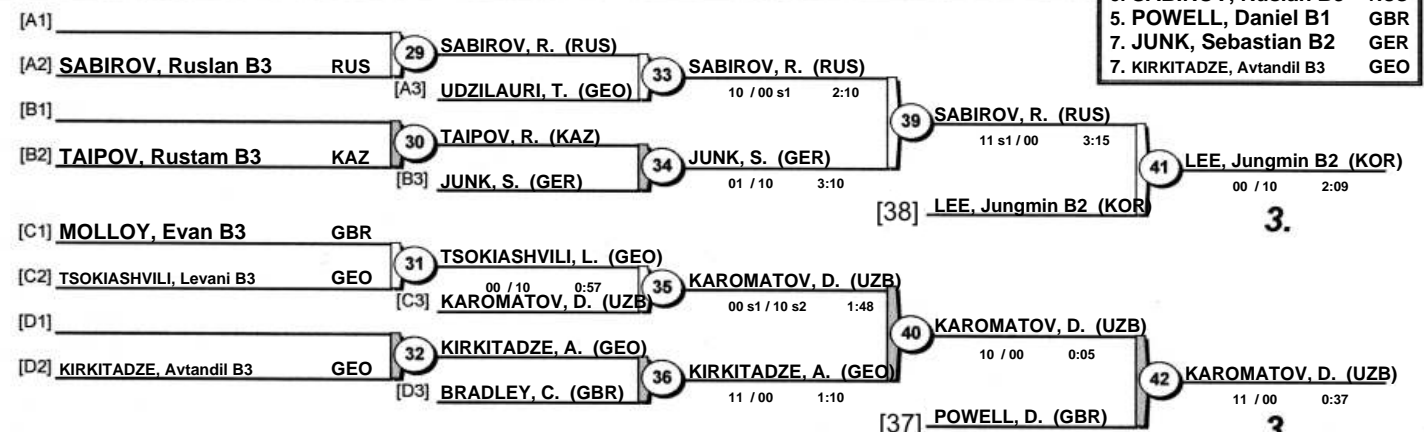 5. POWELL, Daniel B1 GBR
7. JUNK, Sebastian B2 GER
7. KIRKITADZE, Avtandil B3 GEO
[A1]
29 SABIROV, R. (RUS)
[A2] SABIROV, Ruslan B3 RUS
33 SABIROV, R. (RUS)
[A3] UDZILAURI, T. (GEO)
10 / 00 s1 2:10
[B1]
39 SABIROV, R. (RUS)
30 TAIPOV, R. (KAZ)
11 s1 / 00 3:15
[B2] TAIPOV, Rustam B3 KAZ
34 JUNK, S. (GER)
41 LEE, Jungmin B2 (KOR)
[B3] JUNK, S. (GER)
01 / 10 3:10
00 / 10 2:09
[38] LEE, Jungmin B2 (KOR)
3.
[C1] MOLLOY, Evan B3 GBR
31 TSOKIASHVILI, L. (GEO)
[C2] TSOKIASHVILI, Levani B3 GEO
00 / 10 0:57
35 KAROMATOV, D. (UZB)
[C3] KAROMATOV, D. (UZB)
00 s1 / 10 s2 1:48
[D1]
40 KAROMATOV, D. (UZB)
32 KIRKITADZE, A. (GEO)
10 / 00 0:05
[D2] KIRKITADZE, Avtandil B3 GEO
36 KIRKITADZE, A. (GEO)
42 KAROMATOV, D. (UZB)
[D3] BRADLEY, C. (GBR)
11 / 00 1:10
11 / 00 0:37
[37] POWELL, D. (GBR)
3